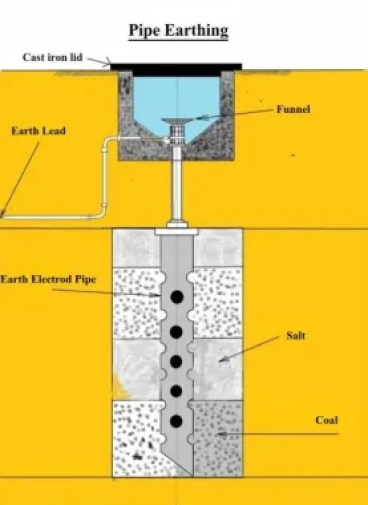 Pipe Earthing
Cast iron lid
Funnel
Earth Lead
Earth Electrod Pipe
Salt
Coal